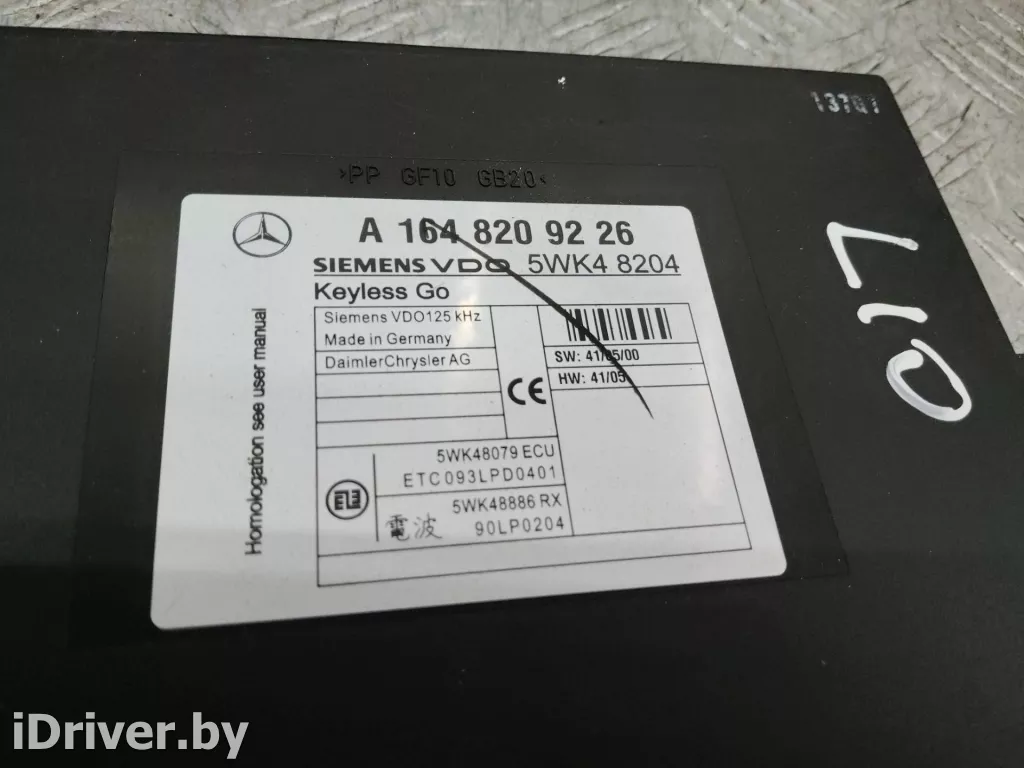 13701
>PP GF10 GB20<
A 164 820 92 26
SIEMENS VDO 5WK4 8204
Keyless Go
Siemens VDO125 kHz
Made in Germany
DaimlerChrysler AG
SW: 41/05/00
HW: 41/05
CE
5WK48079 ECU
ETC093LPD0401
5WK48886 RX
電波 90LP0204
Homologation see user manual
L10
iDriver.by